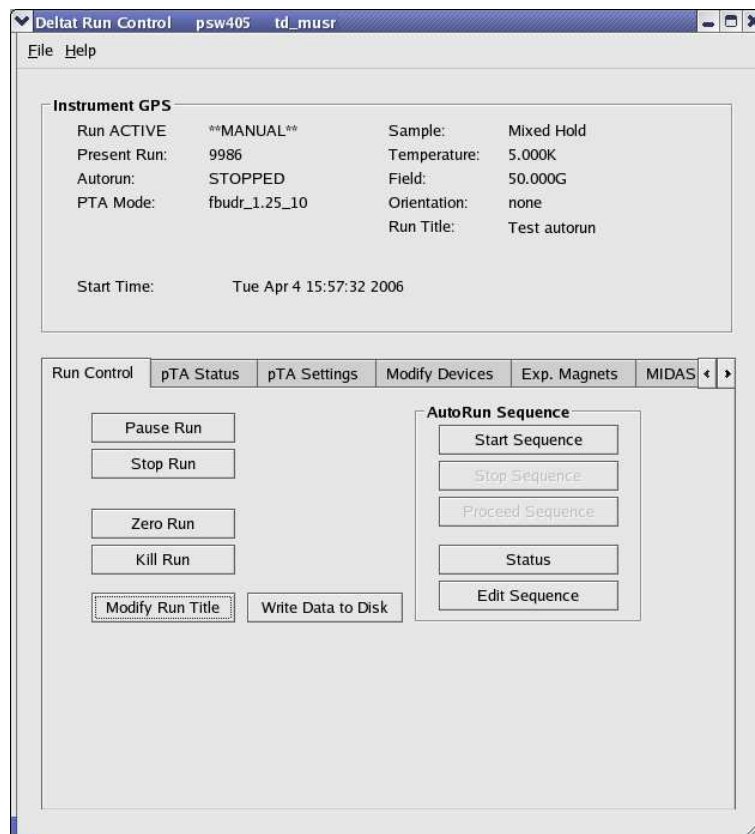 Deltat Run Control psw405 td_musr
File Help
Instrument GPS
Run ACTIVE **MANUAL** Sample: Mixed Hold
Present Run: 9986 Temperature: 5.000K
Autorun: STOPPED Field: 50.000G
PTA Mode: fbudr_1.25_10 Orientation: none
Run Title: Test autorun
Start Time: Tue Apr 4 15:57:32 2006
Run Control pTA Status pTA Settings Modify Devices Exp. Magnets MIDAS
AutoRun Sequence
Pause Run Start Sequence
Stop Run Stop Sequence
Proceed Sequence
Zero Run
Kill Run Status
Modify Run Title Write Data to Disk Edit Sequence